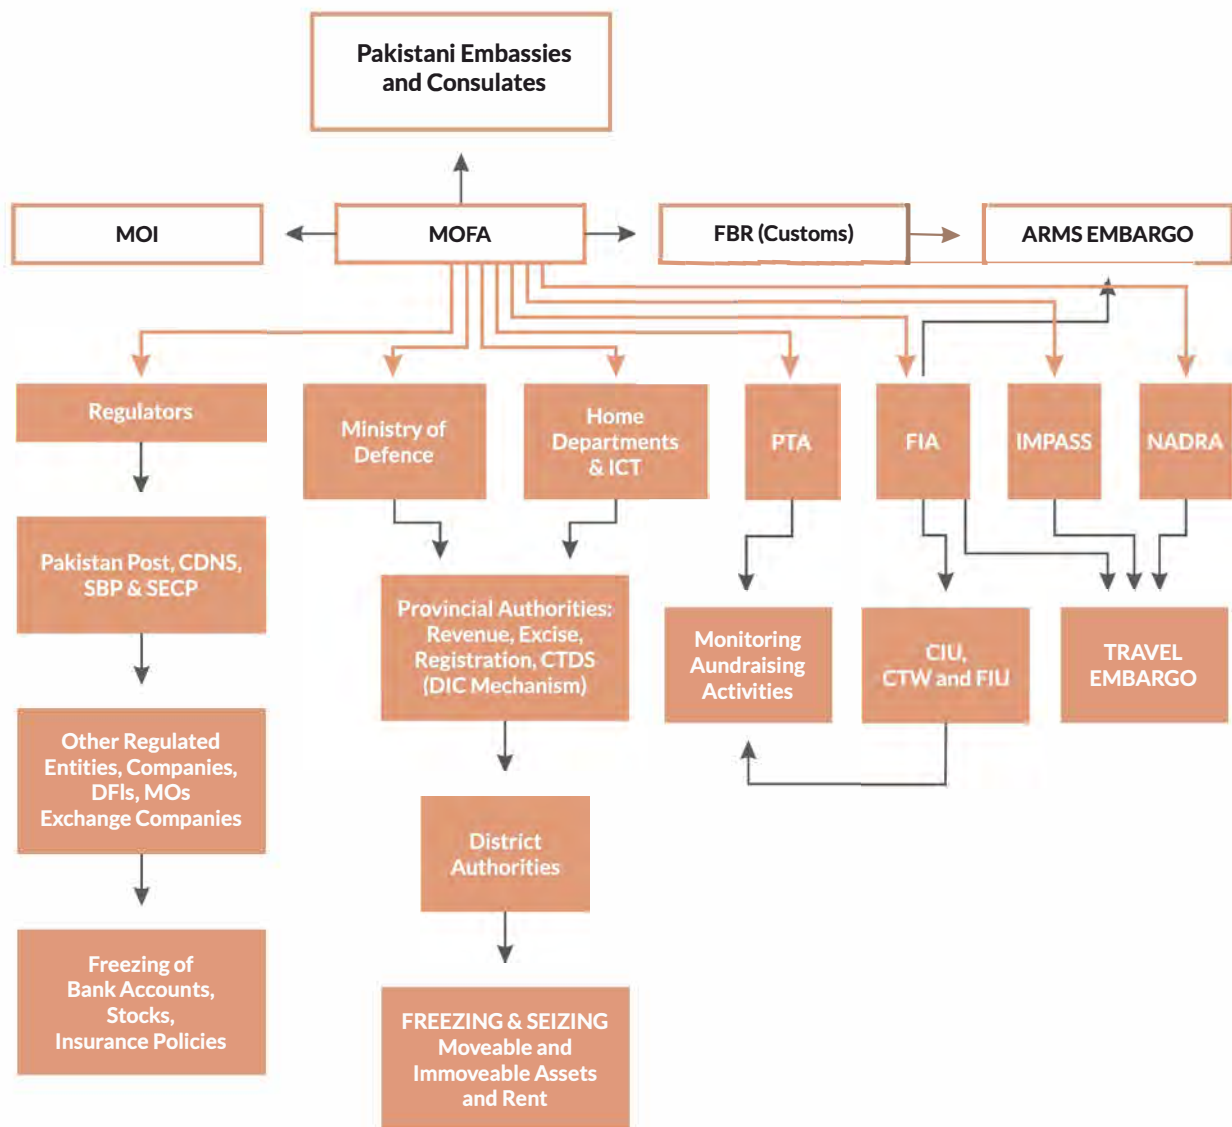 Pakistani Embassies
and Consulates
MOI
MOFA
FBR (Customs)
ARMS EMBARGO
Regulators
Ministry of
Defence
Home
Departments
& ICT
PTA
FIA
IMPASS
NADRA
Pakistan Post, CDNS,
SBP & SECP
Provincial Authorities:
Revenue, Excise,
Registration, CTDS
(DIC Mechanism)
Monitoring
Aundraising
Activities
CIU,
CTW and FIU
TRAVEL
EMBARGO
Other Regulated
Entities, Companies,
DFIs, MOs
Exchange Companies
District
Authorities
Freezing of
Bank Accounts,
Stocks,
Insurance Policies
FREEZING & SEIZING
Moveable and
Immoveable Assets
and Rent